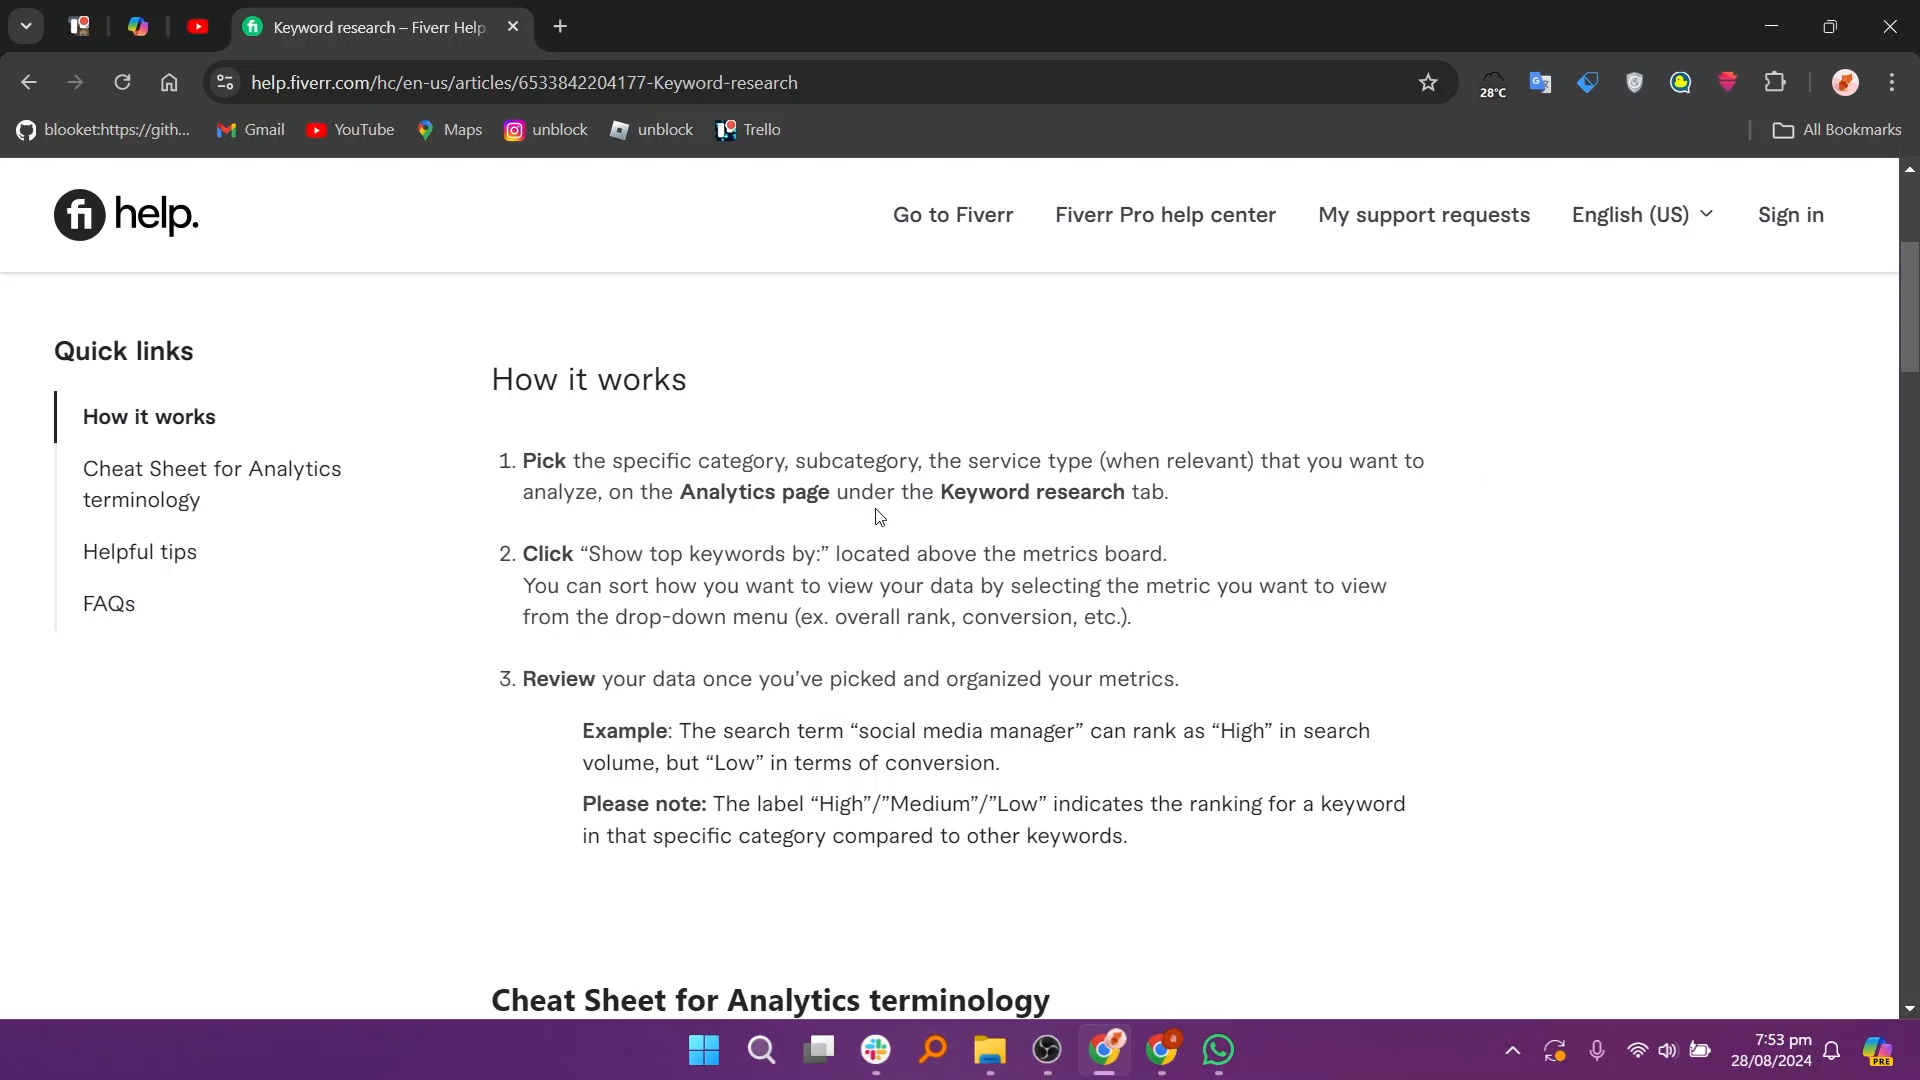 Keyword research – Fiverr Help
help.fiverr.com/hc/en-us/articles/6533842204177-Keyword-research
28°C
blooket:https://gith...
Gmail
YouTube
Maps
unblock
unblock
Trello
All Bookmarks
fi help.
Go to Fiverr
Fiverr Pro help center
My support requests
English (US)
Sign in
Quick links
How it works
Cheat Sheet for Analytics
terminology
Helpful tips
FAQs
How it works
1. Pick the specific category, subcategory, the service type (when relevant) that you want to
analyze, on the Analytics page under the Keyword research tab.
2. Click “Show top keywords by:” located above the metrics board.
You can sort how you want to view your data by selecting the metric you want to view
from the drop-down menu (ex. overall rank, conversion, etc.).
3. Review your data once you’ve picked and organized your metrics.
Example: The search term “social media manager” can rank as “High” in search
volume, but “Low” in terms of conversion.
Please note: The label “High”/”Medium”/”Low” indicates the ranking for a keyword
in that specific category compared to other keywords.
Cheat Sheet for Analytics terminology
7:53 pm
28/08/2024
PRE